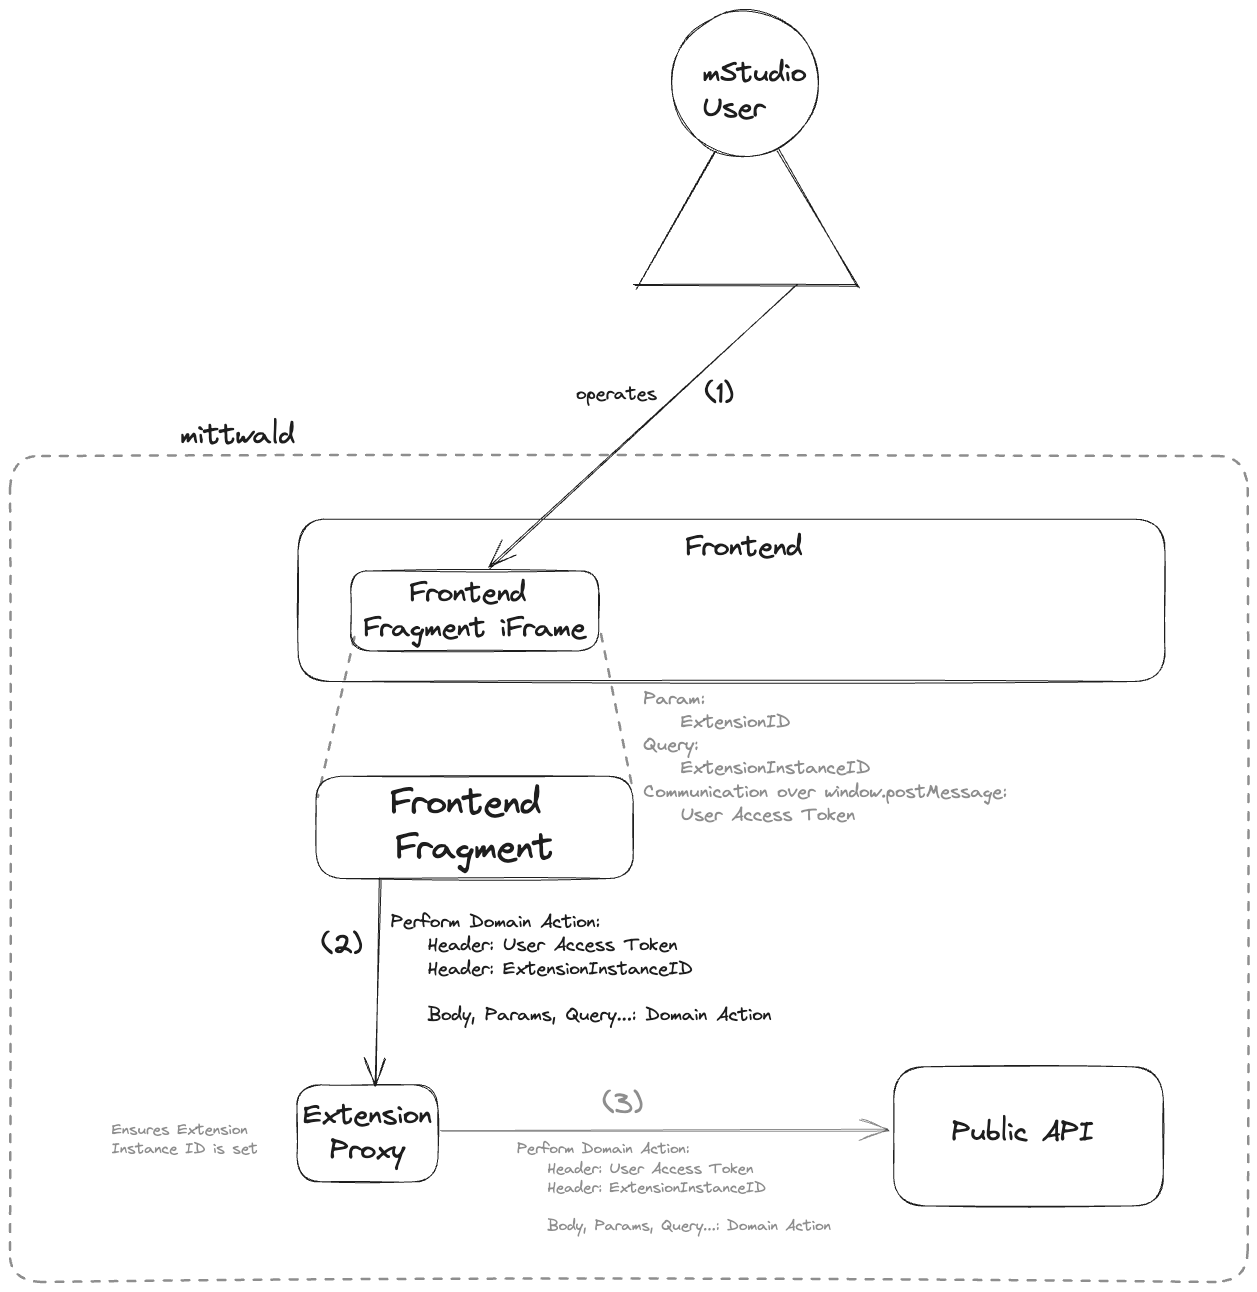 mStudio
User
operates
(1)
mittwald
Frontend
Frontend
Fragment iFrame
Param:
ExtensionID
Query:
ExtensionInstanceID
Communication over window.postMessage:
User Access Token
Frontend
Fragment
(2)
Perform Domain Action:
Header: User Access Token
Header: ExtensionInstanceID
Body, Params, Query...: Domain Action
Ensures Extension
Instance ID is set
Extension
Proxy
(3)
Perform Domain Action:
Header: User Access Token
Header: ExtensionInstanceID
Body, Params, Query...: Domain Action
Public API